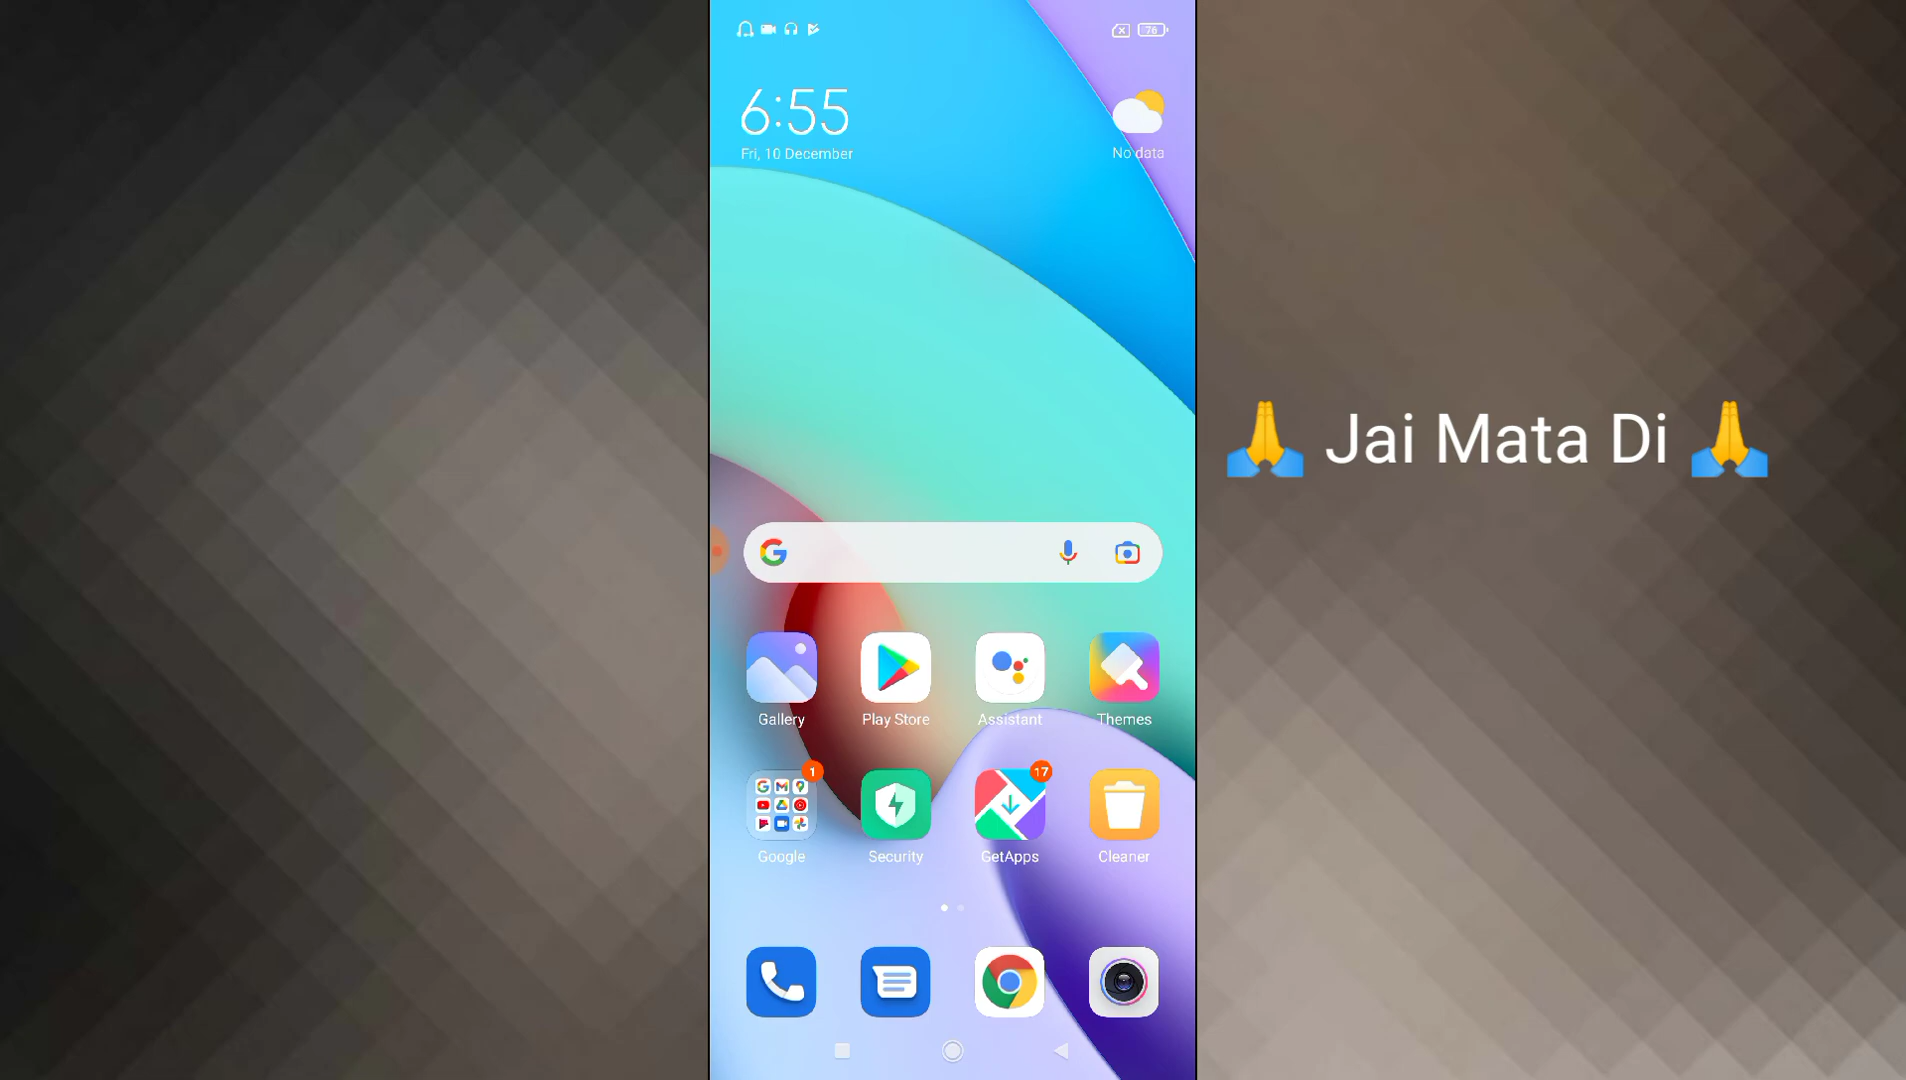 76
6:55
Fri, 10 December
No data
🙏 Jai Mata Di 🙏
Gallery
Play Store
Assistant
Themes
1
17
Google
Security
GetApps
Cleaner